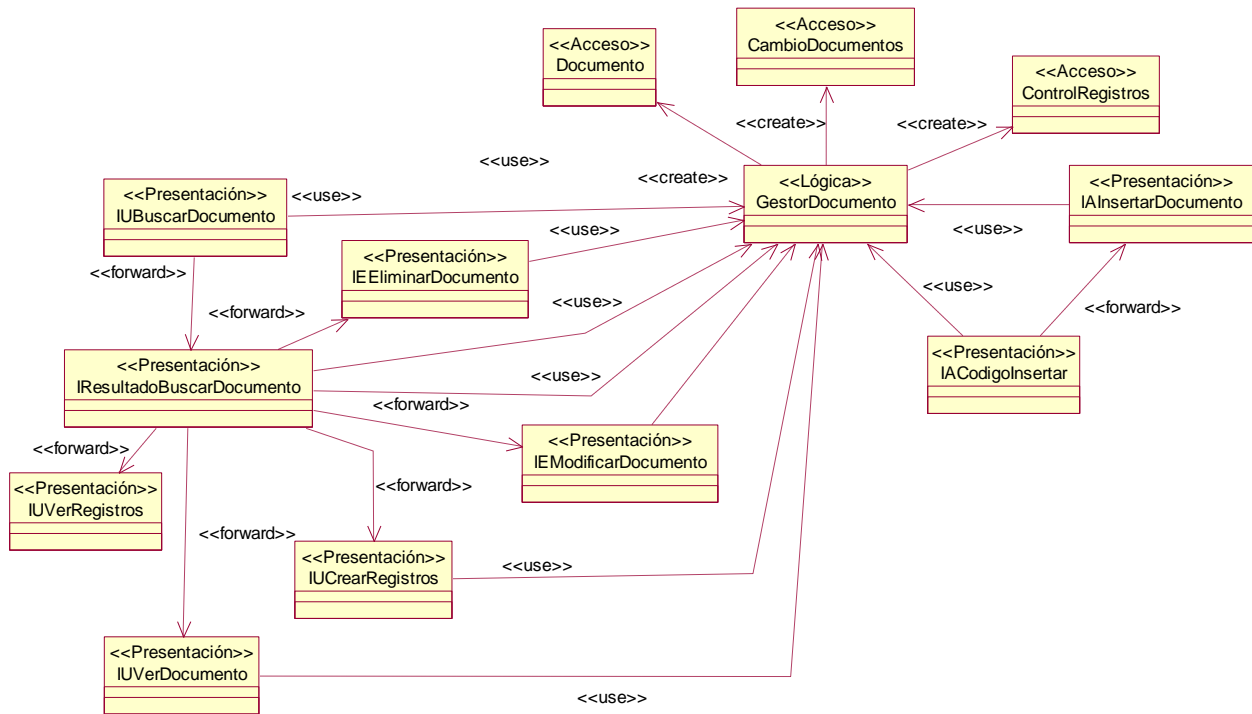 <<Acceso>>
CambioDocumentos
<<Acceso>>
Documento
<<Acceso>>
ControlRegistros
<<create>>
<<create>>
<<use>>
<<create>>
<<Presentación>>
IUBuscarDocumento
<<use>>
<<Lógica>>
GestorDocumento
<<Presentación>>
IAInsertarDocumento
<<use>>
<<use>>
<<forward>>
<<Presentación>>
IEEliminarDocumento
<<use>>
<<forward>>
<<forward>>
<<use>>
<<Presentación>>
IResultadoBuscarDocumento
<<use>>
<<Presentación>>
IACodigoInsertar
<<forward>>
<<forward>>
<<Presentación>>
IEModificarDocumento
<<Presentación>>
IUVerRegistros
<<forward>>
<<forward>>
<<Presentación>>
IUCrearRegistros
<<use>>
<<Presentación>>
IUVerDocumento
<<use>>